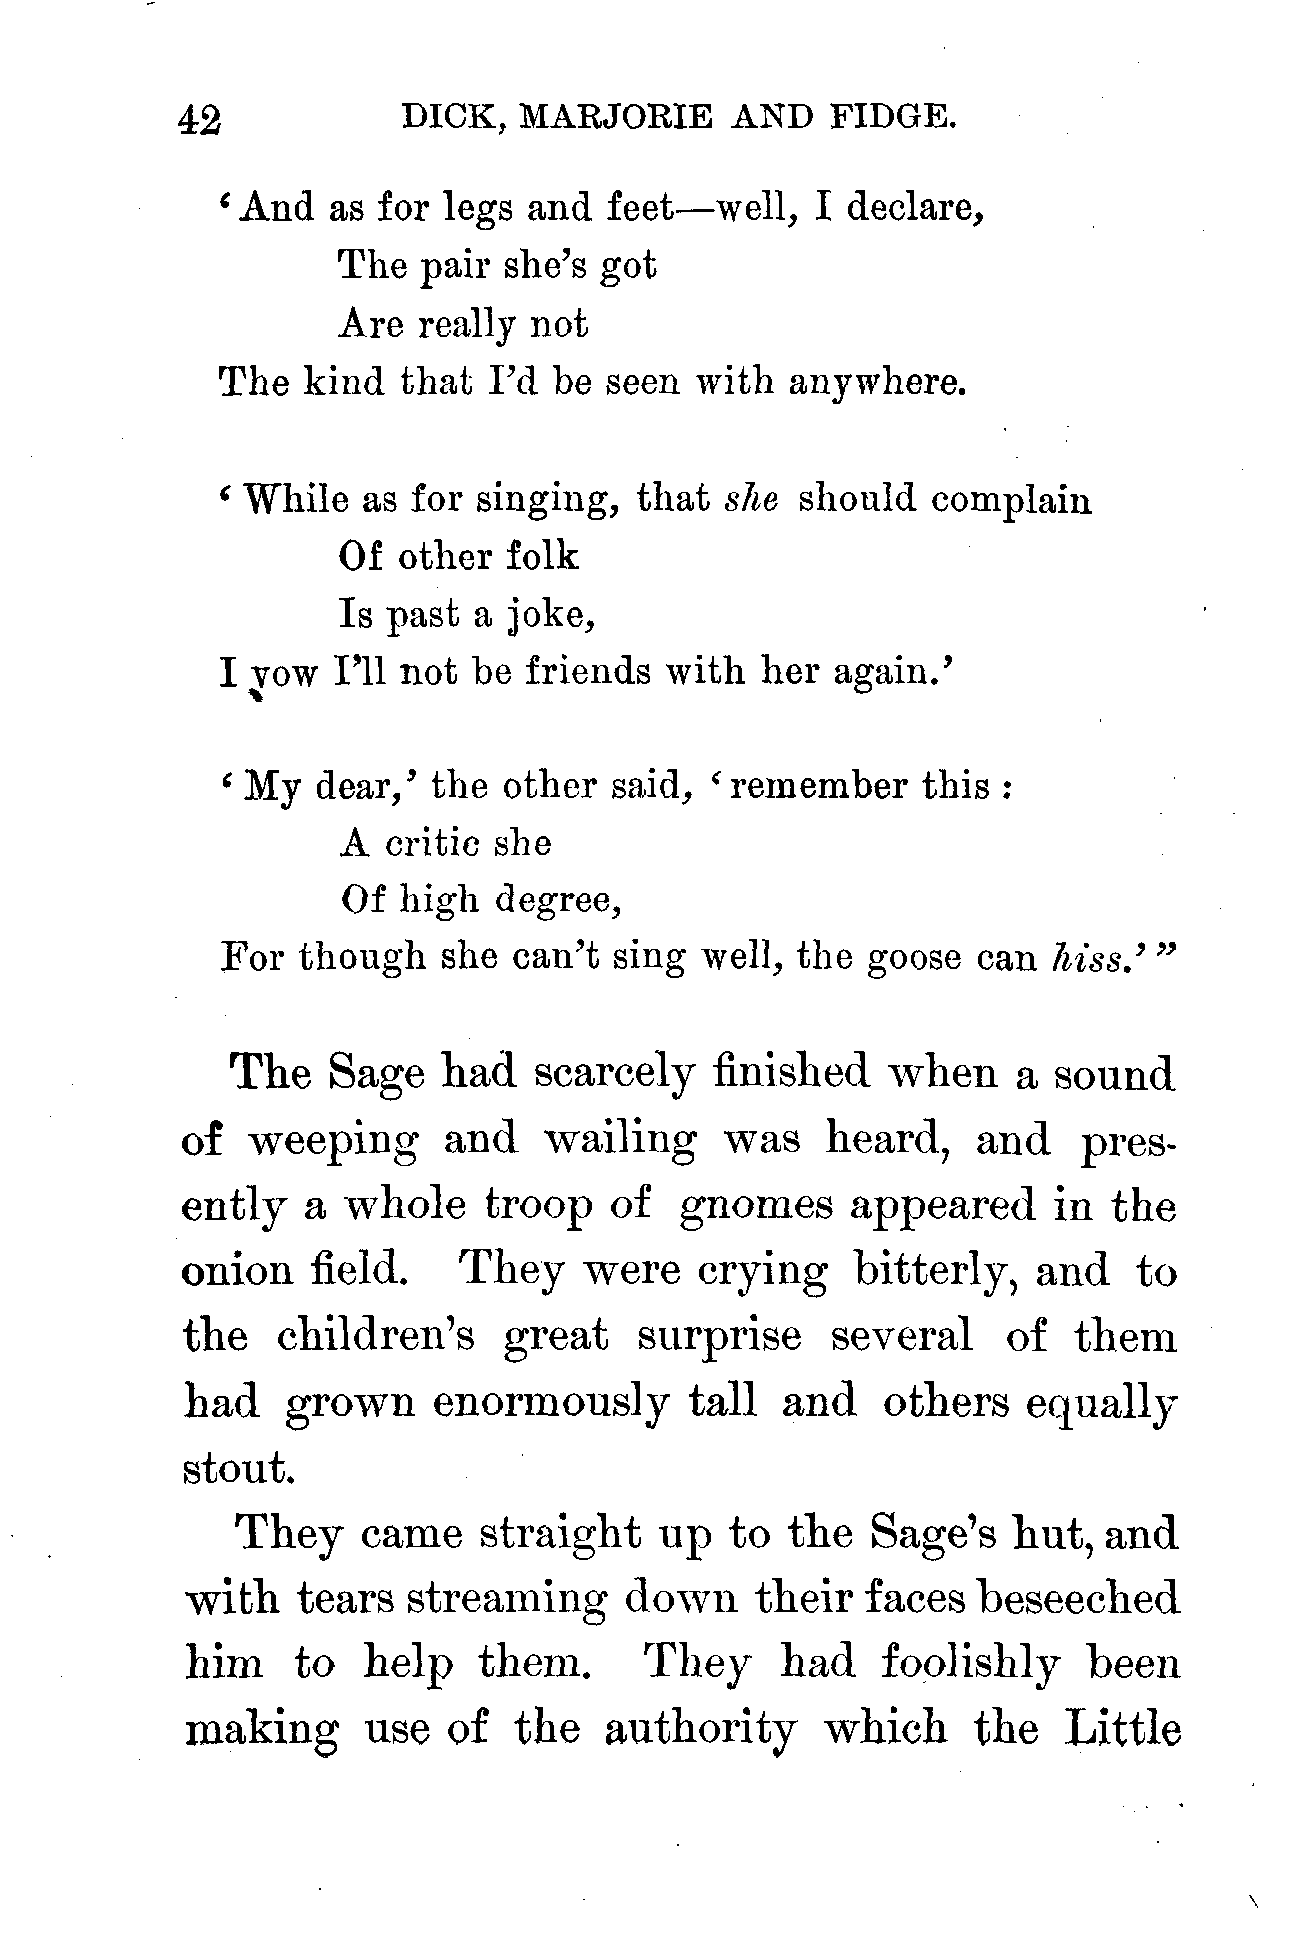 42 DICK, MARJORIE AND FIDGE.
‘And as for legs and feet—well, I declare,
The pair she’s got
Are really not
The kind that I’d be seen with anywhere.
‘While as for singing, that she should complain
Of other folk
Is past a joke,
I vow I’ll not be friends with her again.’
‘My dear,’ the other said, ‘remember this :
A critic she
Of high degree,
For though she can’t sing well, the goose can hiss.’”
The Sage had scarcely finished when a sound
of weeping and wailing was heard, and pres-
ently a whole troop of gnomes appeared in the
onion field. They were crying bitterly, and to
the children’s great surprise several of them
had grown enormously tall and others equally
stout.
They came straight up to the Sage’s hut, and
with tears streaming down their faces beseeched
him to help them. They had foolishly been
making use of the authority which the Little